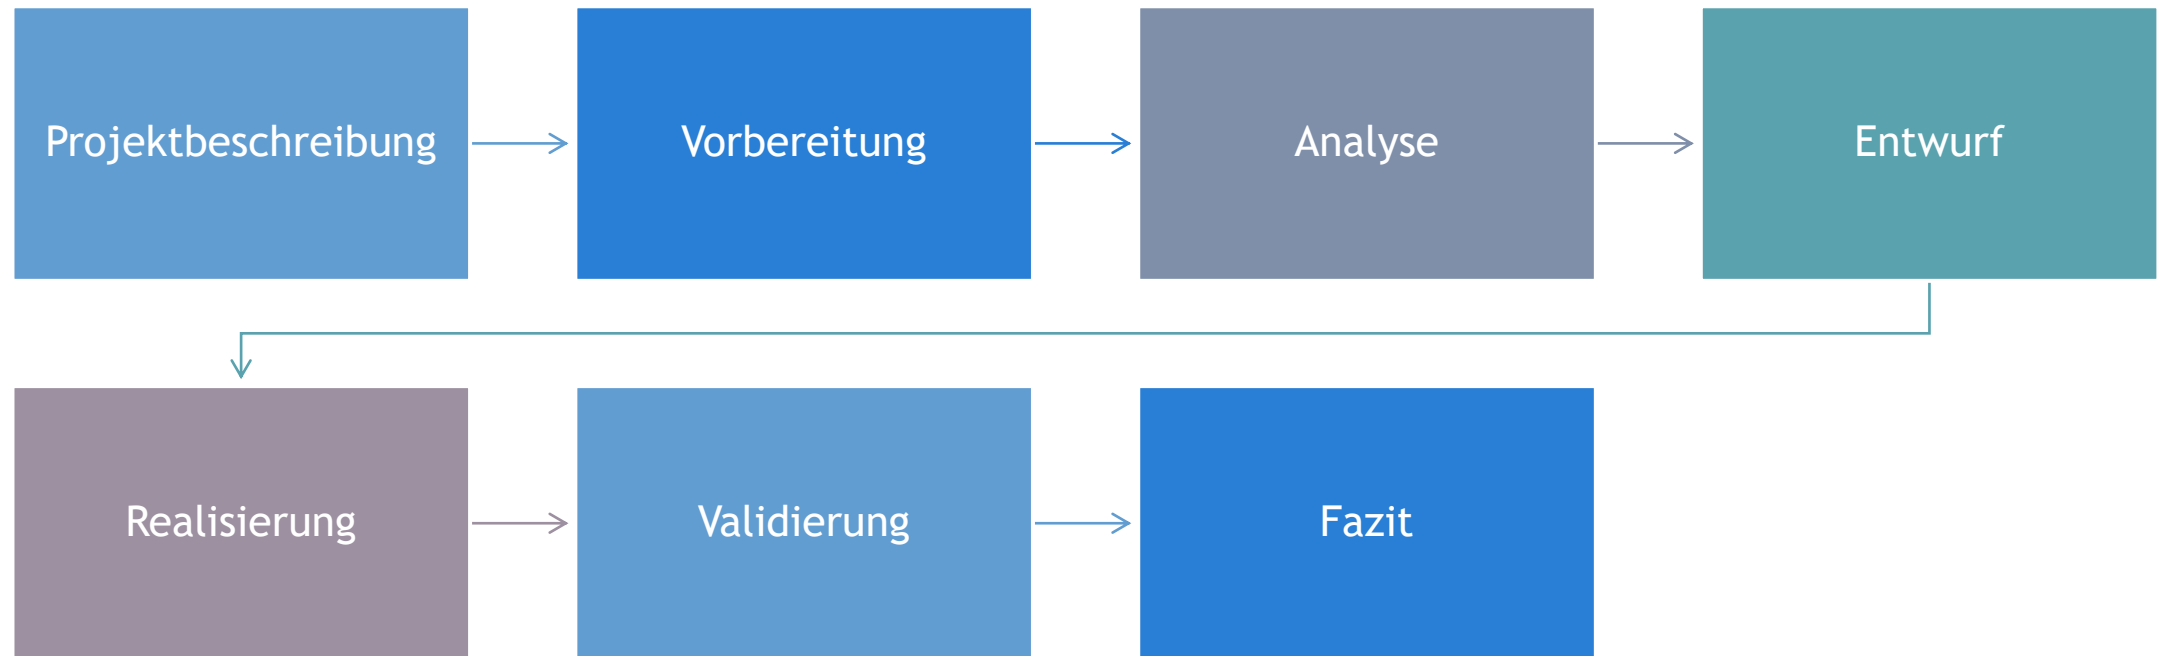 Projektbeschreibung
Vorbereitung
Analyse
Entwurf
Realisierung
Validierung
Fazit